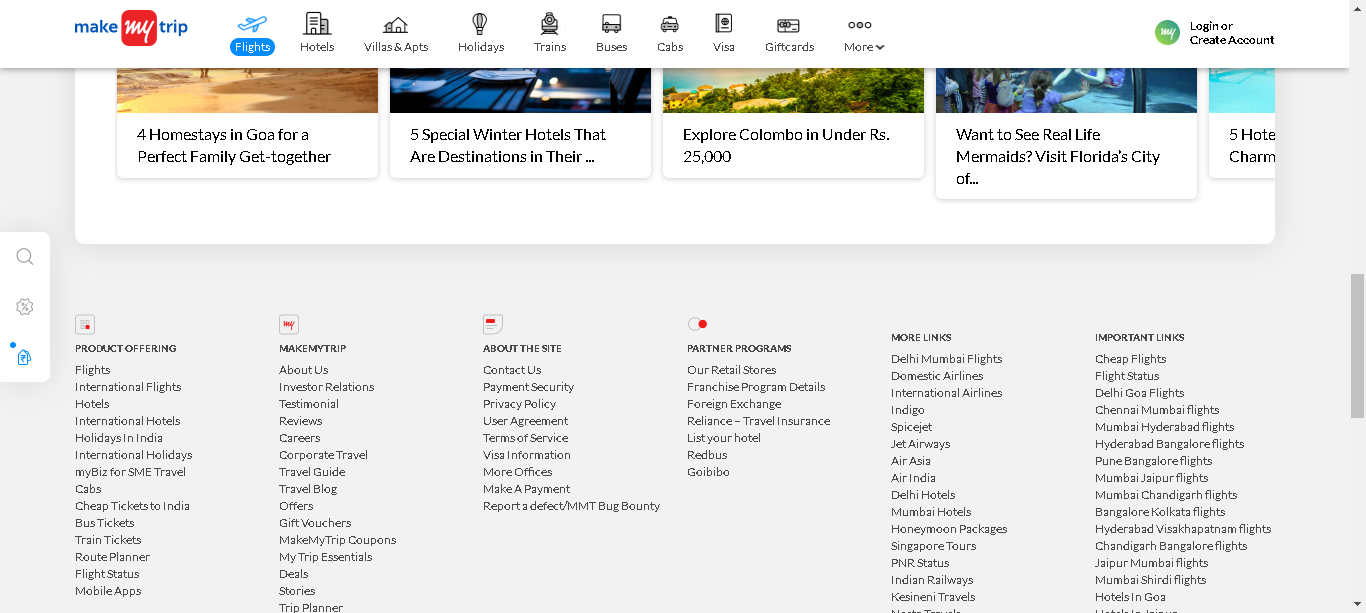 make my trip
Flights
Hotels
Villas & Apts
Holidays
Trains
Buses
Cabs
Visa
Giftcards
More
my
Login or
Create Account
4 Homestays in Goa for a
Perfect Family Get-together
5 Special Winter Hotels That
Are Destinations in Their ...
Explore Colombo in Under Rs.
25,000
Want to See Real Life
Mermaids? Visit Florida’s City
of...
5 Hote
Charm
PRODUCT OFFERING
Flights
International Flights
Hotels
International Hotels
Holidays In India
International Holidays
myBiz for SME Travel
Cabs
Cheap Tickets to India
Bus Tickets
Train Tickets
Route Planner
Flight Status
Mobile Apps
my
MAKEMYTRIP
About Us
Investor Relations
Testimonial
Reviews
Careers
Corporate Travel
Travel Guide
Travel Blog
Offers
Gift Vouchers
MakeMyTrip Coupons
My Trip Essentials
Deals
Stories
Trip Planner
ABOUT THE SITE
Contact Us
Payment Security
Privacy Policy
User Agreement
Terms of Service
Visa Information
More Offices
Make A Payment
Report a defect/MMT Bug Bounty
PARTNER PROGRAMS
Our Retail Stores
Franchise Program Details
Foreign Exchange
Reliance – Travel Insurance
List your hotel
Redbus
Goibibo
MORE LINKS
Delhi Mumbai Flights
Domestic Airlines
International Airlines
Indigo
Spicejet
Jet Airways
Air Asia
Air India
Delhi Hotels
Mumbai Hotels
Honeymoon Packages
Singapore Tours
PNR Status
Indian Railways
Kesineni Travels
IMPORTANT LINKS
Cheap Flights
Flight Status
Delhi Goa Flights
Chennai Mumbai flights
Mumbai Hyderabad flights
Hyderabad Bangalore flights
Pune Bangalore flights
Mumbai Jaipur flights
Mumbai Chandigarh flights
Bangalore Kolkata flights
Hyderabad Visakhapatnam flights
Chandigarh Bangalore flights
Jaipur Mumbai flights
Mumbai Shirdi flights
Hotels In Goa
Hotels In Jaipur